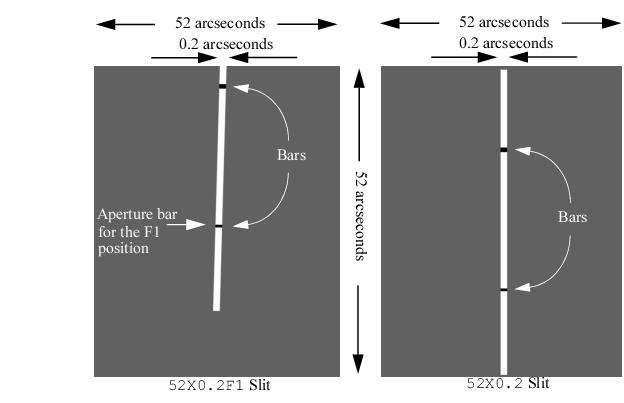 52 arcseconds
0.2 arcseconds
Bars
Aperture bar
for the F1
position
52X0.2F1 Slit
52 arcseconds
52 arcseconds
0.2 arcseconds
Bars
52X0.2 Slit